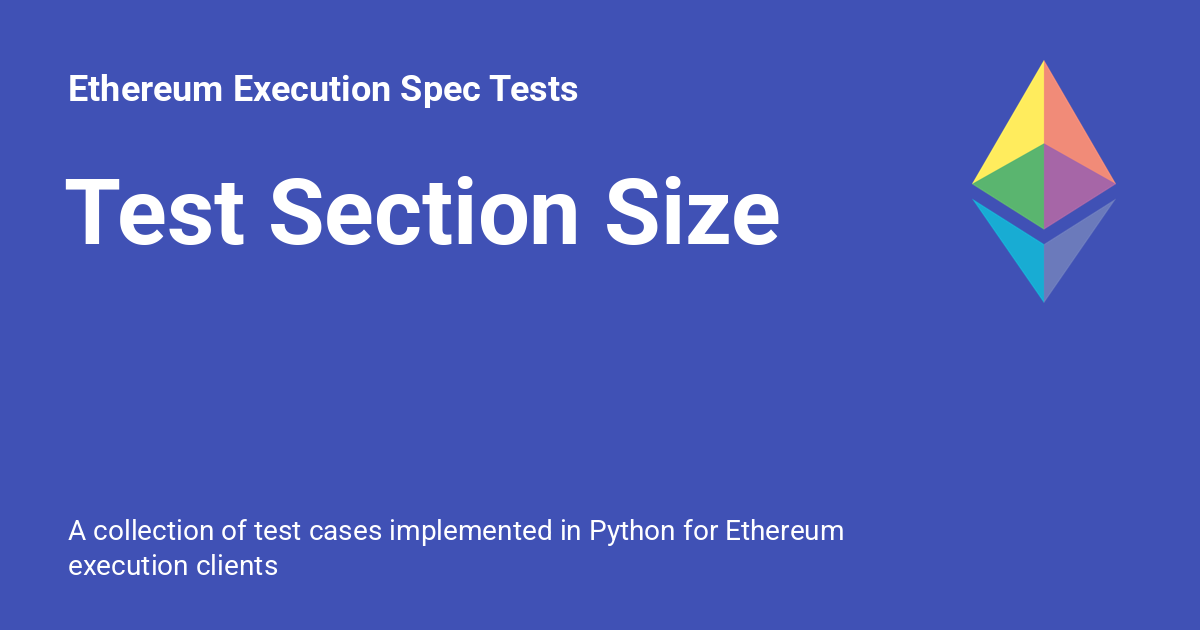 Ethereum Execution Spec Tests
Test Section Size
A collection of test cases implemented in Python for Ethereum
execution clients